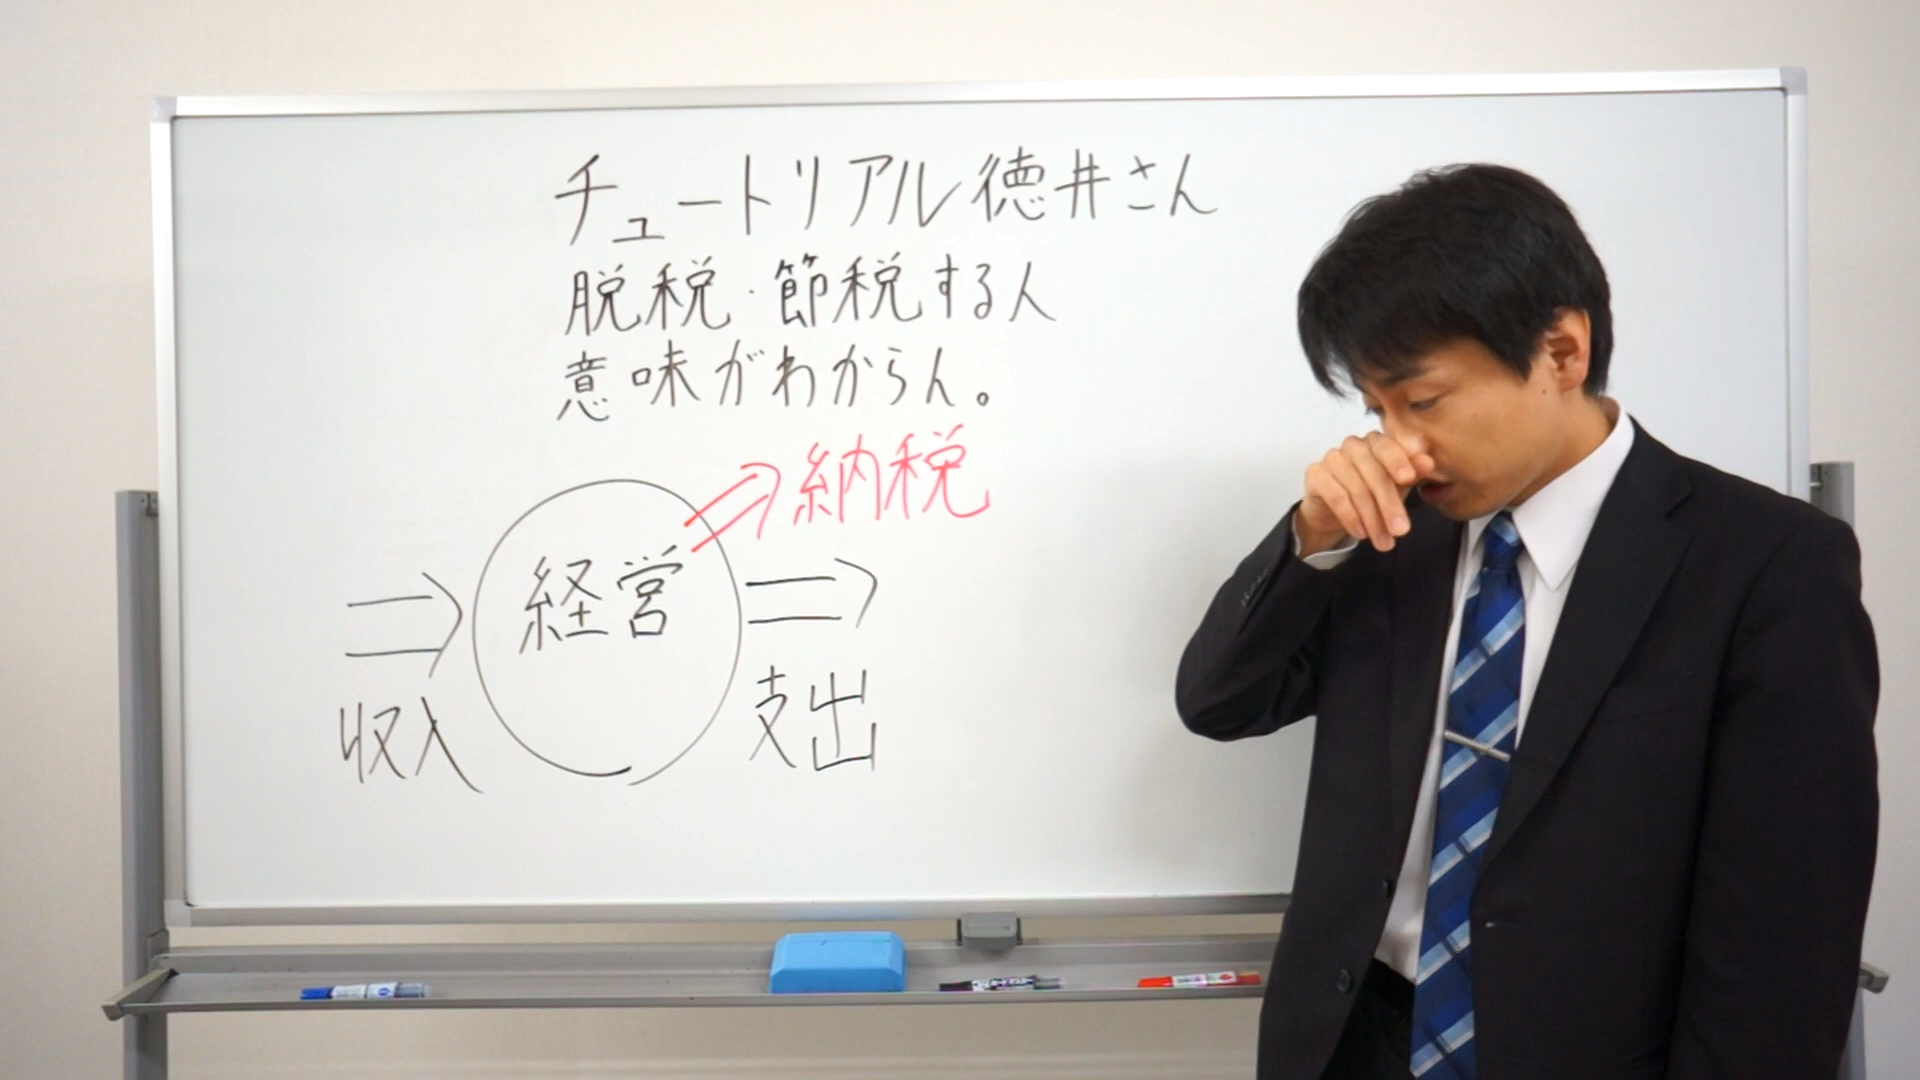 チュートリアル徳井さん
脱税・節税する人
意味がわからん。
納税
経営
収入
支出